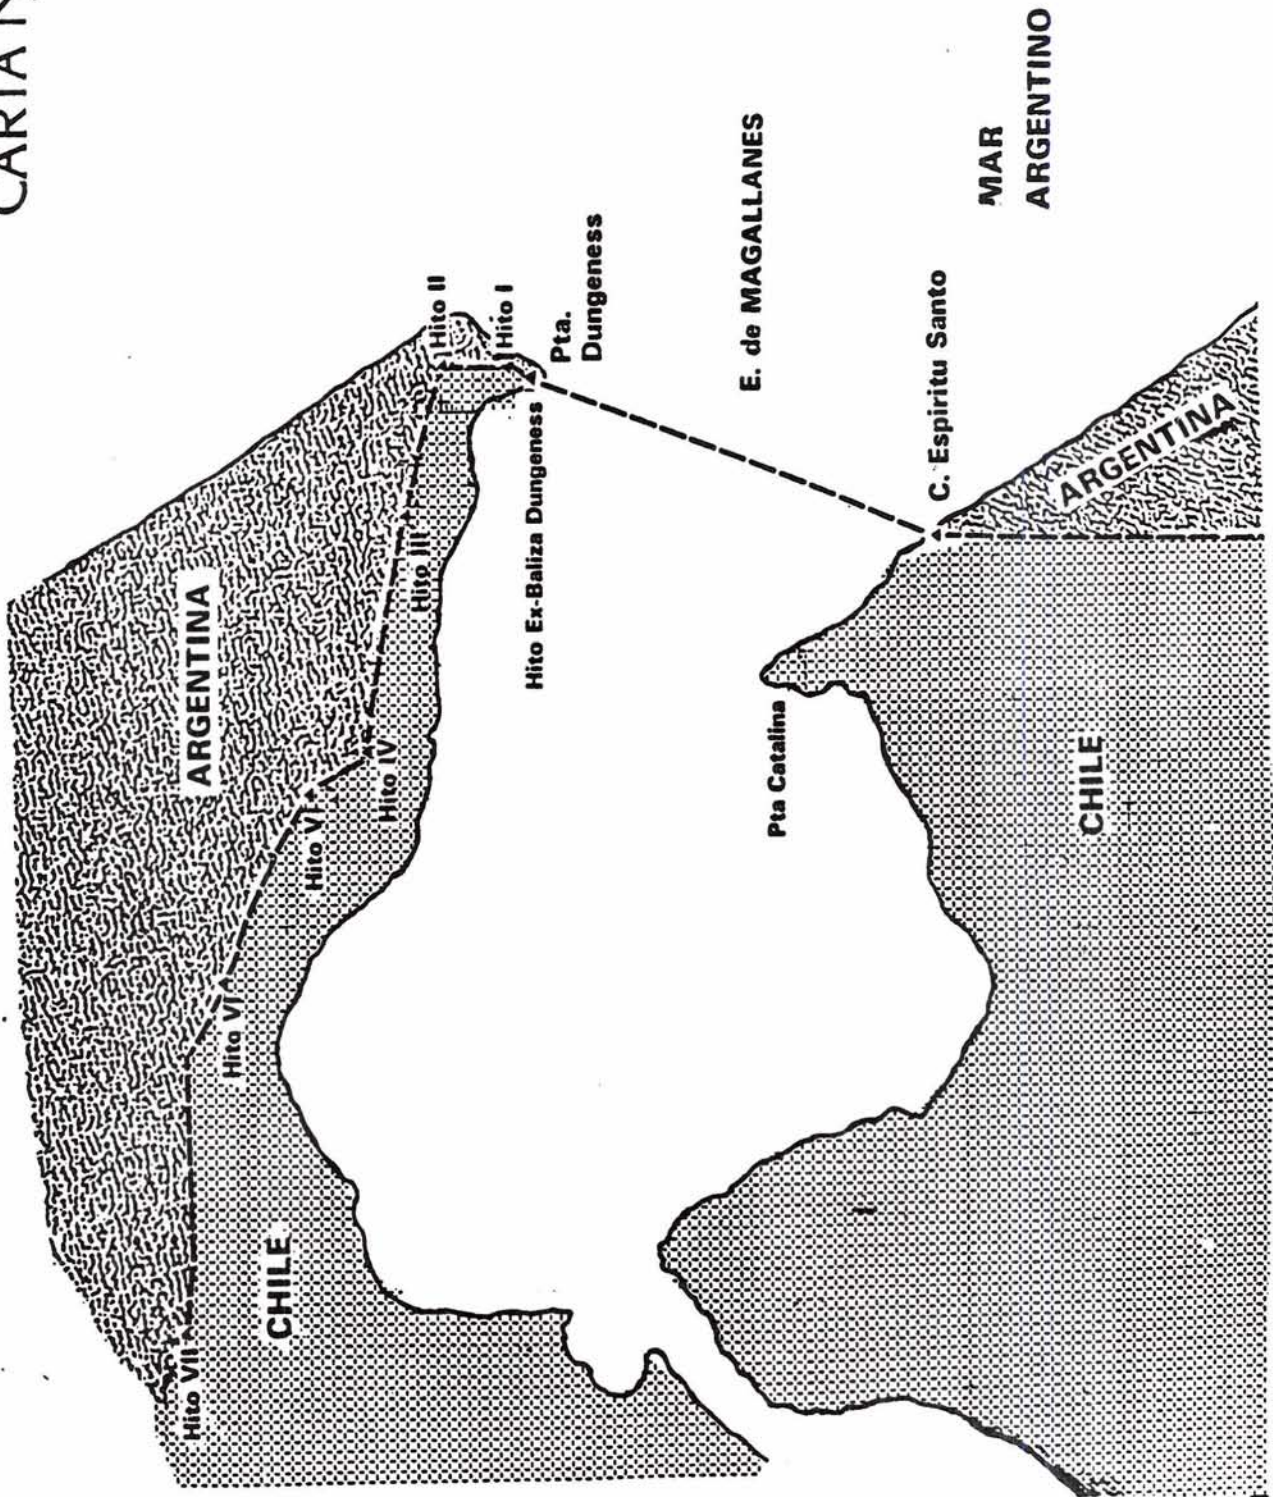 ARGENTINA
Hito VII
CHILE
Hito VI
Hito V
Hito IV
Hito III
Hito II
Hito I
Pta.
Dungeness
Hito Ex-Baliza Dungeness
E. de MAGALLANES
Pta Catalina
C. Espiritu Santo
MAR
ARGENTINO
ARGENTINA
CHILE